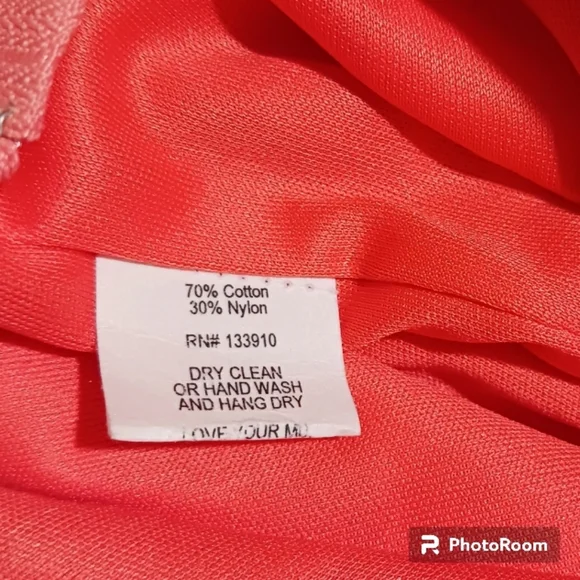 70% Cotton
30% Nylon
RN# 133910
DRY CLEAN
OR HAND WASH
AND HANG DRY
LOVE YOUR
PhotoRoom